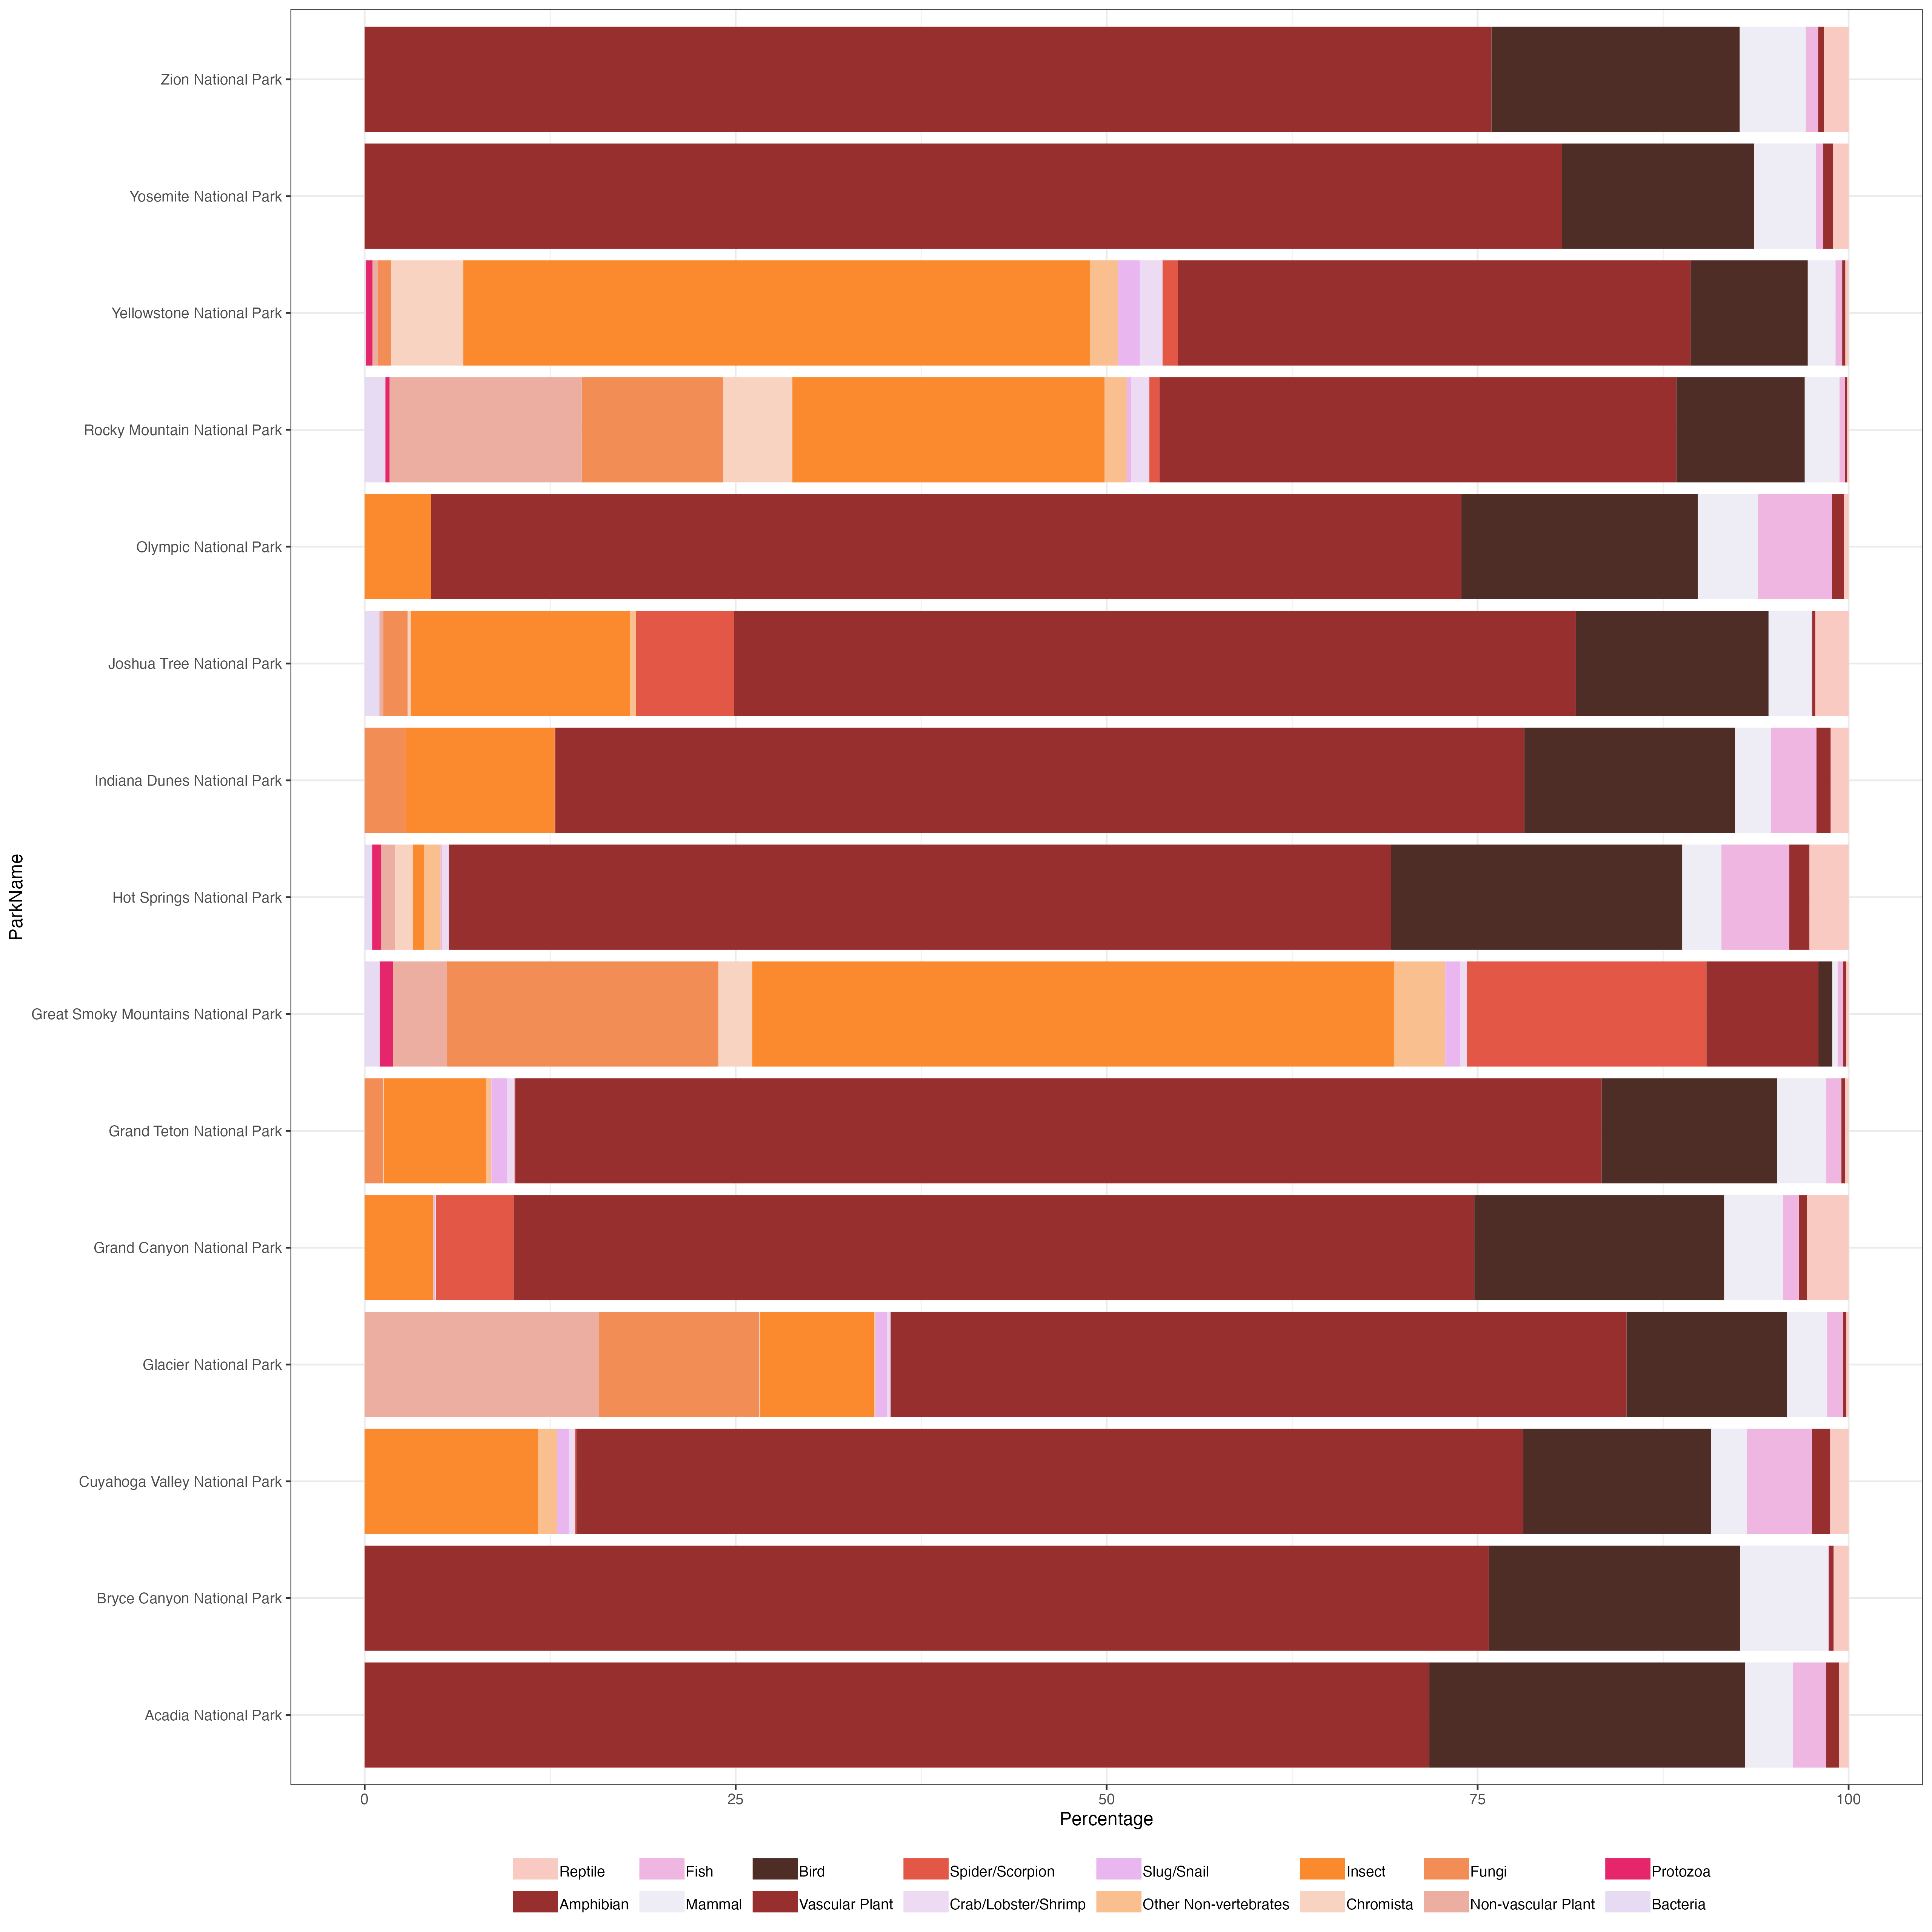 Zion National Park
Yosemite National Park
Yellowstone National Park
Rocky Mountain National Park
Olympic National Park
Joshua Tree National Park
Indiana Dunes National Park
Hot Springs National Park
Great Smoky Mountains National Park
Grand Teton National Park
Grand Canyon National Park
Glacier National Park
Cuyahoga Valley National Park
Bryce Canyon National Park
Acadia National Park
ParkName
0 25 50 75 100
Percentage
Reptile Fish Bird Spider/Scorpion Slug/Snail Insect Fungi Protozoa
Amphibian Mammal Vascular Plant Crab/Lobster/Shrimp Other Non-vertebrates Chromista Non-vascular Plant Bacteria